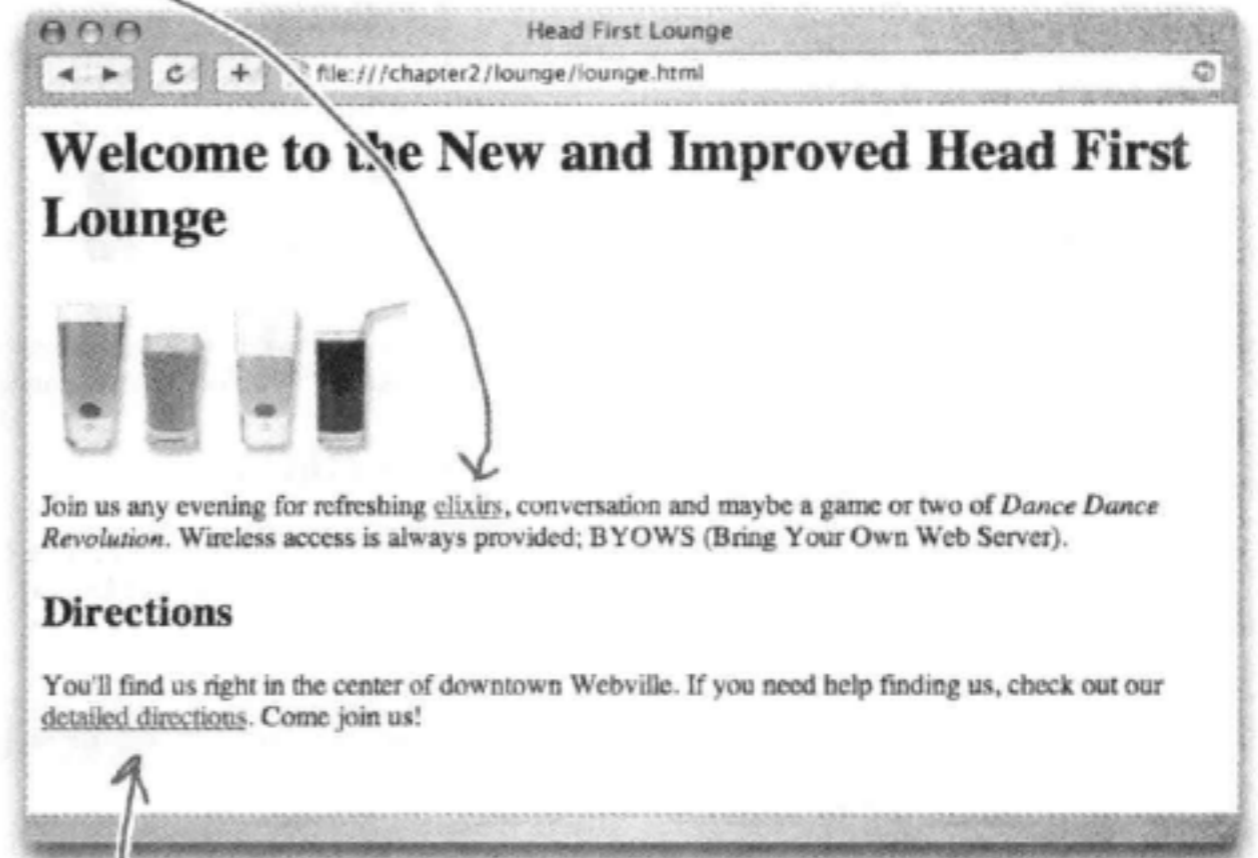 Head First Lounge
file:///chapter2/lounge/lounge.html
Welcome to the New and Improved Head First
Lounge
Join us any evening for refreshing elixirs, conversation and maybe a game or two of Dance Dance
Revolution. Wireless access is always provided; BYOWS (Bring Your Own Web Server).
Directions
You'll find us right in the center of downtown Webville. If you need help finding us, check out our
detailed directions. Come join us!